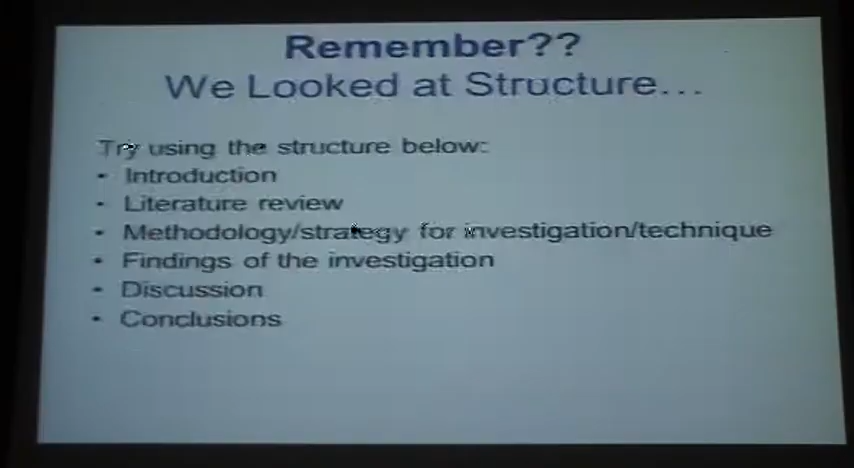 Remember??
We Looked at Structure...
Try using the structure below:
• Introduction
• Literature review
• Methodology/strategy for investigation/technique
• Findings of the investigation
• Discussion
• Conclusions